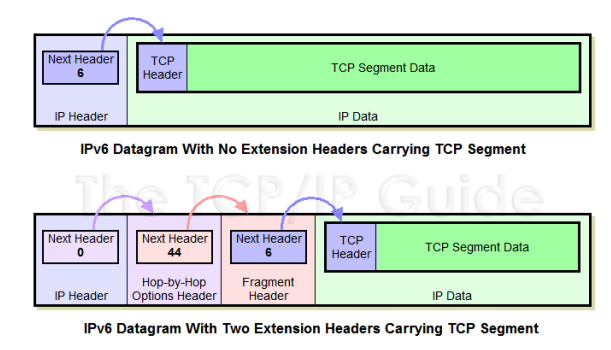 Next Header
6
TCP
Header
TCP Segment Data
IP Header
IP Data
IPv6 Datagram With No Extension Headers Carrying TCP Segment
The TCP/IP Guide
Next Header
0
Next Header
44
Next Header
6
TCP
Header
TCP Segment Data
IP Header
Hop-by-Hop
Options Header
Fragment
Header
IP Data
IPv6 Datagram With Two Extension Headers Carrying TCP Segment